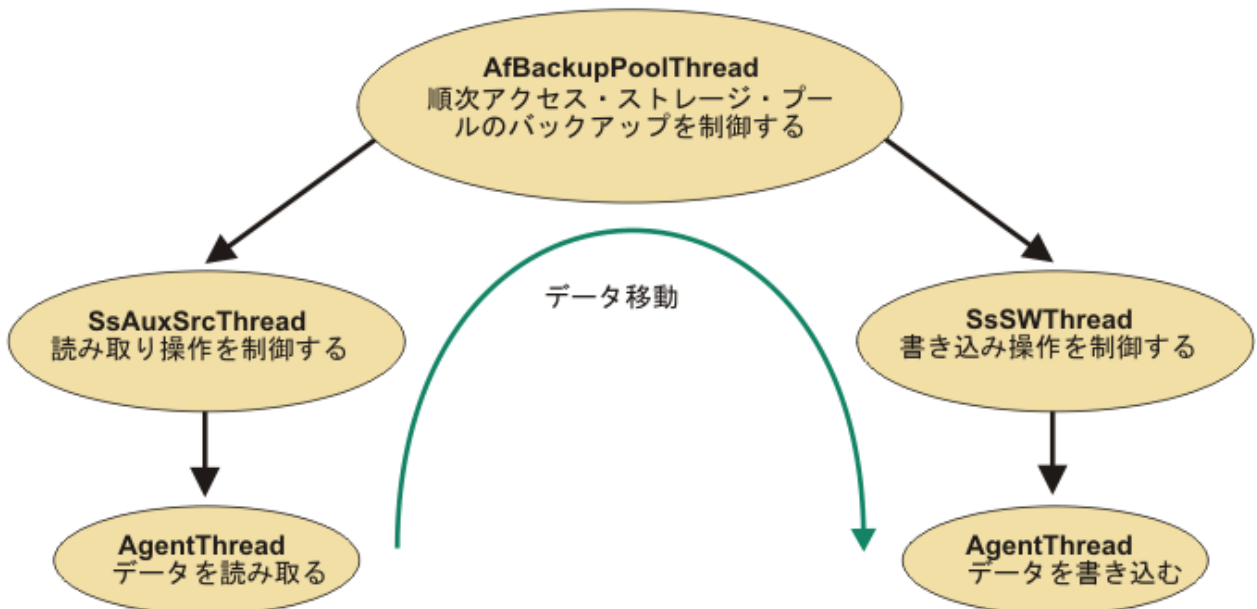 AfBackupPoolThread
順次アクセス・ストレージ・プー
ルのバックアップを制御する
データ移動
SsAuxSrcThread
読み取り操作を制御する
SsSWThread
書き込み操作を制御する
AgentThread
データを読み取る
AgentThread
データを書き込む